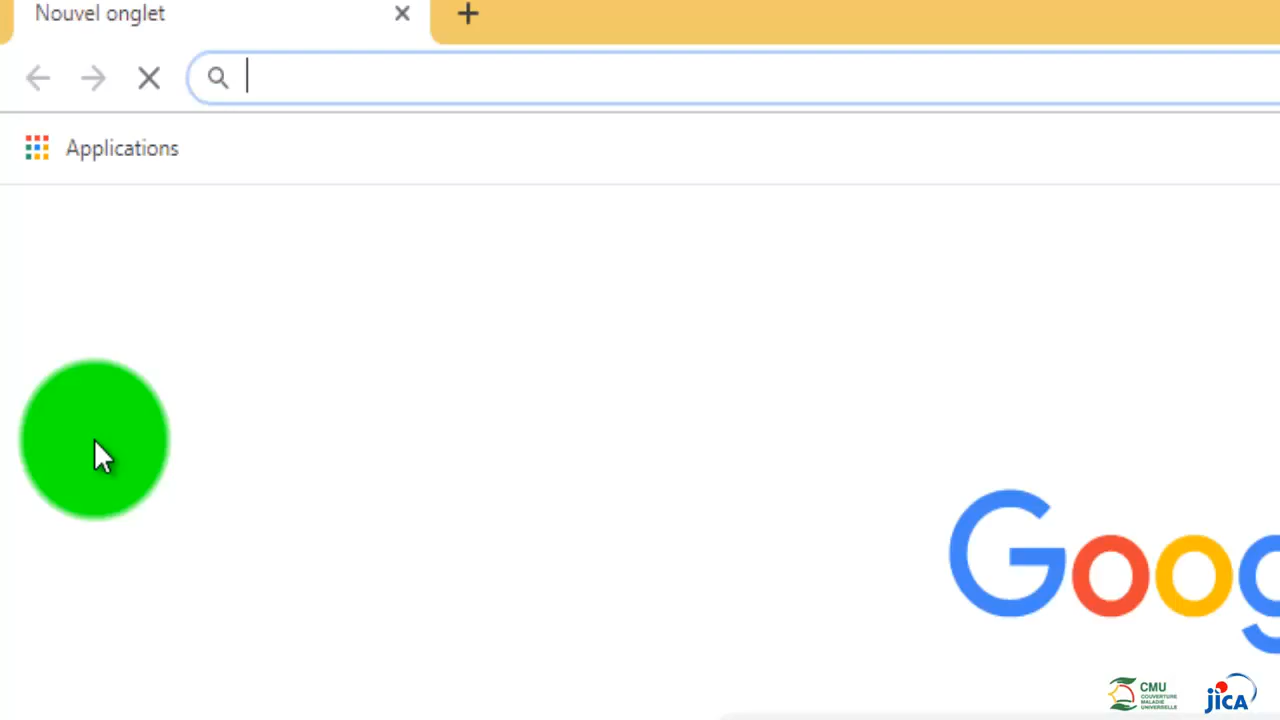 Nouvel onglet
Applications
Goog
CMU
COUVERTURE
MALADIE
UNIVERSELLE
jICA